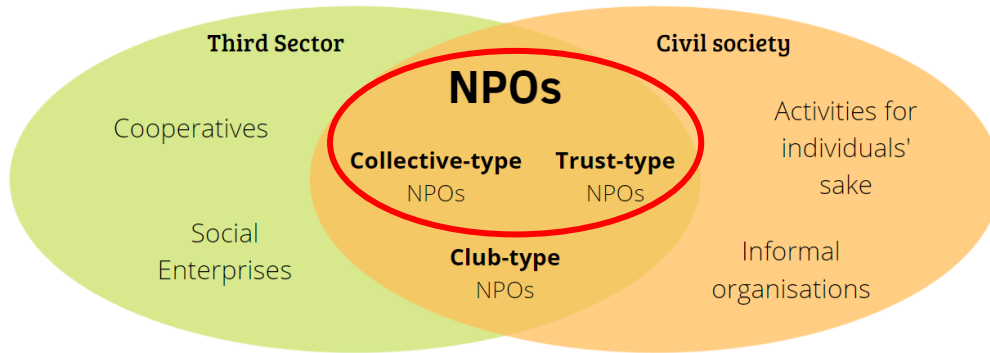 Third Sector
Civil society
NPOs
Cooperatives
Activities for
individuals'
sake
Collective-type
NPOs
Trust-type
NPOs
Social
Enterprises
Club-type
NPOs
Informal
organisations